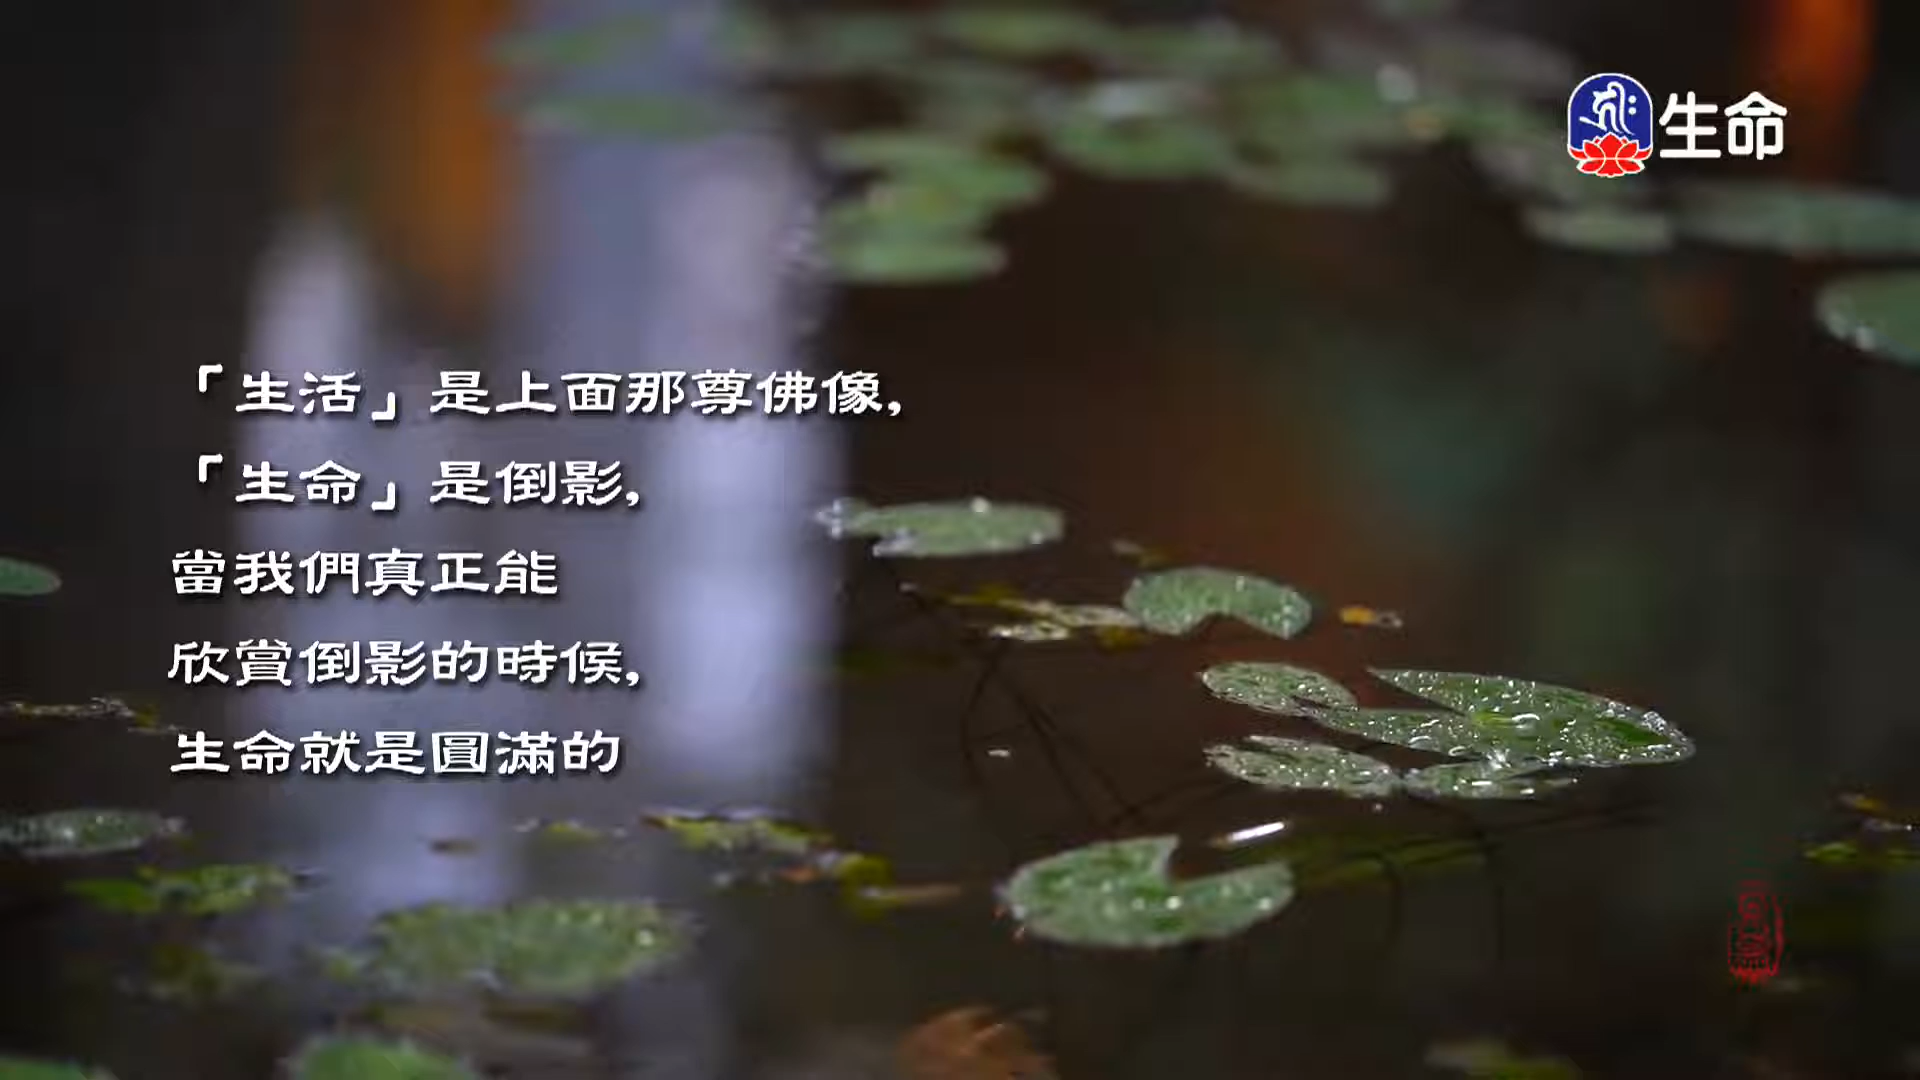 生命
「生活」是上面那尊佛像,
「生命」是倒影,
當我們真正能
欣賞倒影的時候,
生命就是圓滿的